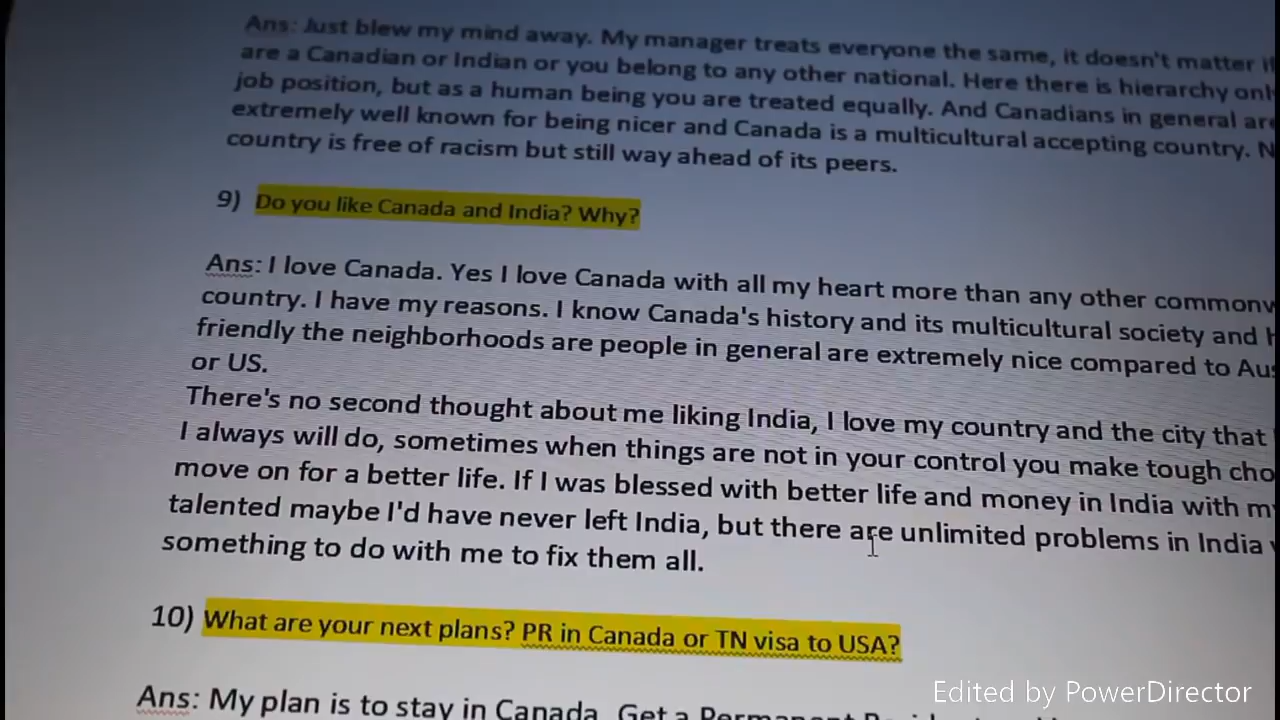 Ans: Just blew my mind away. My manager treats everyone the same, it doesn't matter if
are a Canadian or Indian or you belong to any other national. Here there is hierarchy
job position, but as a human being you are treated equally. And Canadians in general are
extremely well known for being nicer and Canada is a multicultural accepting country.
country is free of racism but still way ahead of its peers.
9) Do you like Canada and India? Why?
Ans: I love Canada. Yes I love Canada with all my heart more than any other
country. I have my reasons. I know Canada's history and its multicultural society and
friendly the neighborhoods are people in general are extremely nice compared to
or US.
There's no second thought about me liking India, I love my country and the city that
I always will do, sometimes when things are not in your control you make tough
move on for a better life. If I was blessed with better life and money in India with
talented maybe I'd have never left India, but there are unlimited problems in India
something to do with me to fix them all.
10) What are your next plans? PR in Canada or TN visa to USA?
Ans: My plan is to stay in Canada. Get a
Edited by PowerDirector